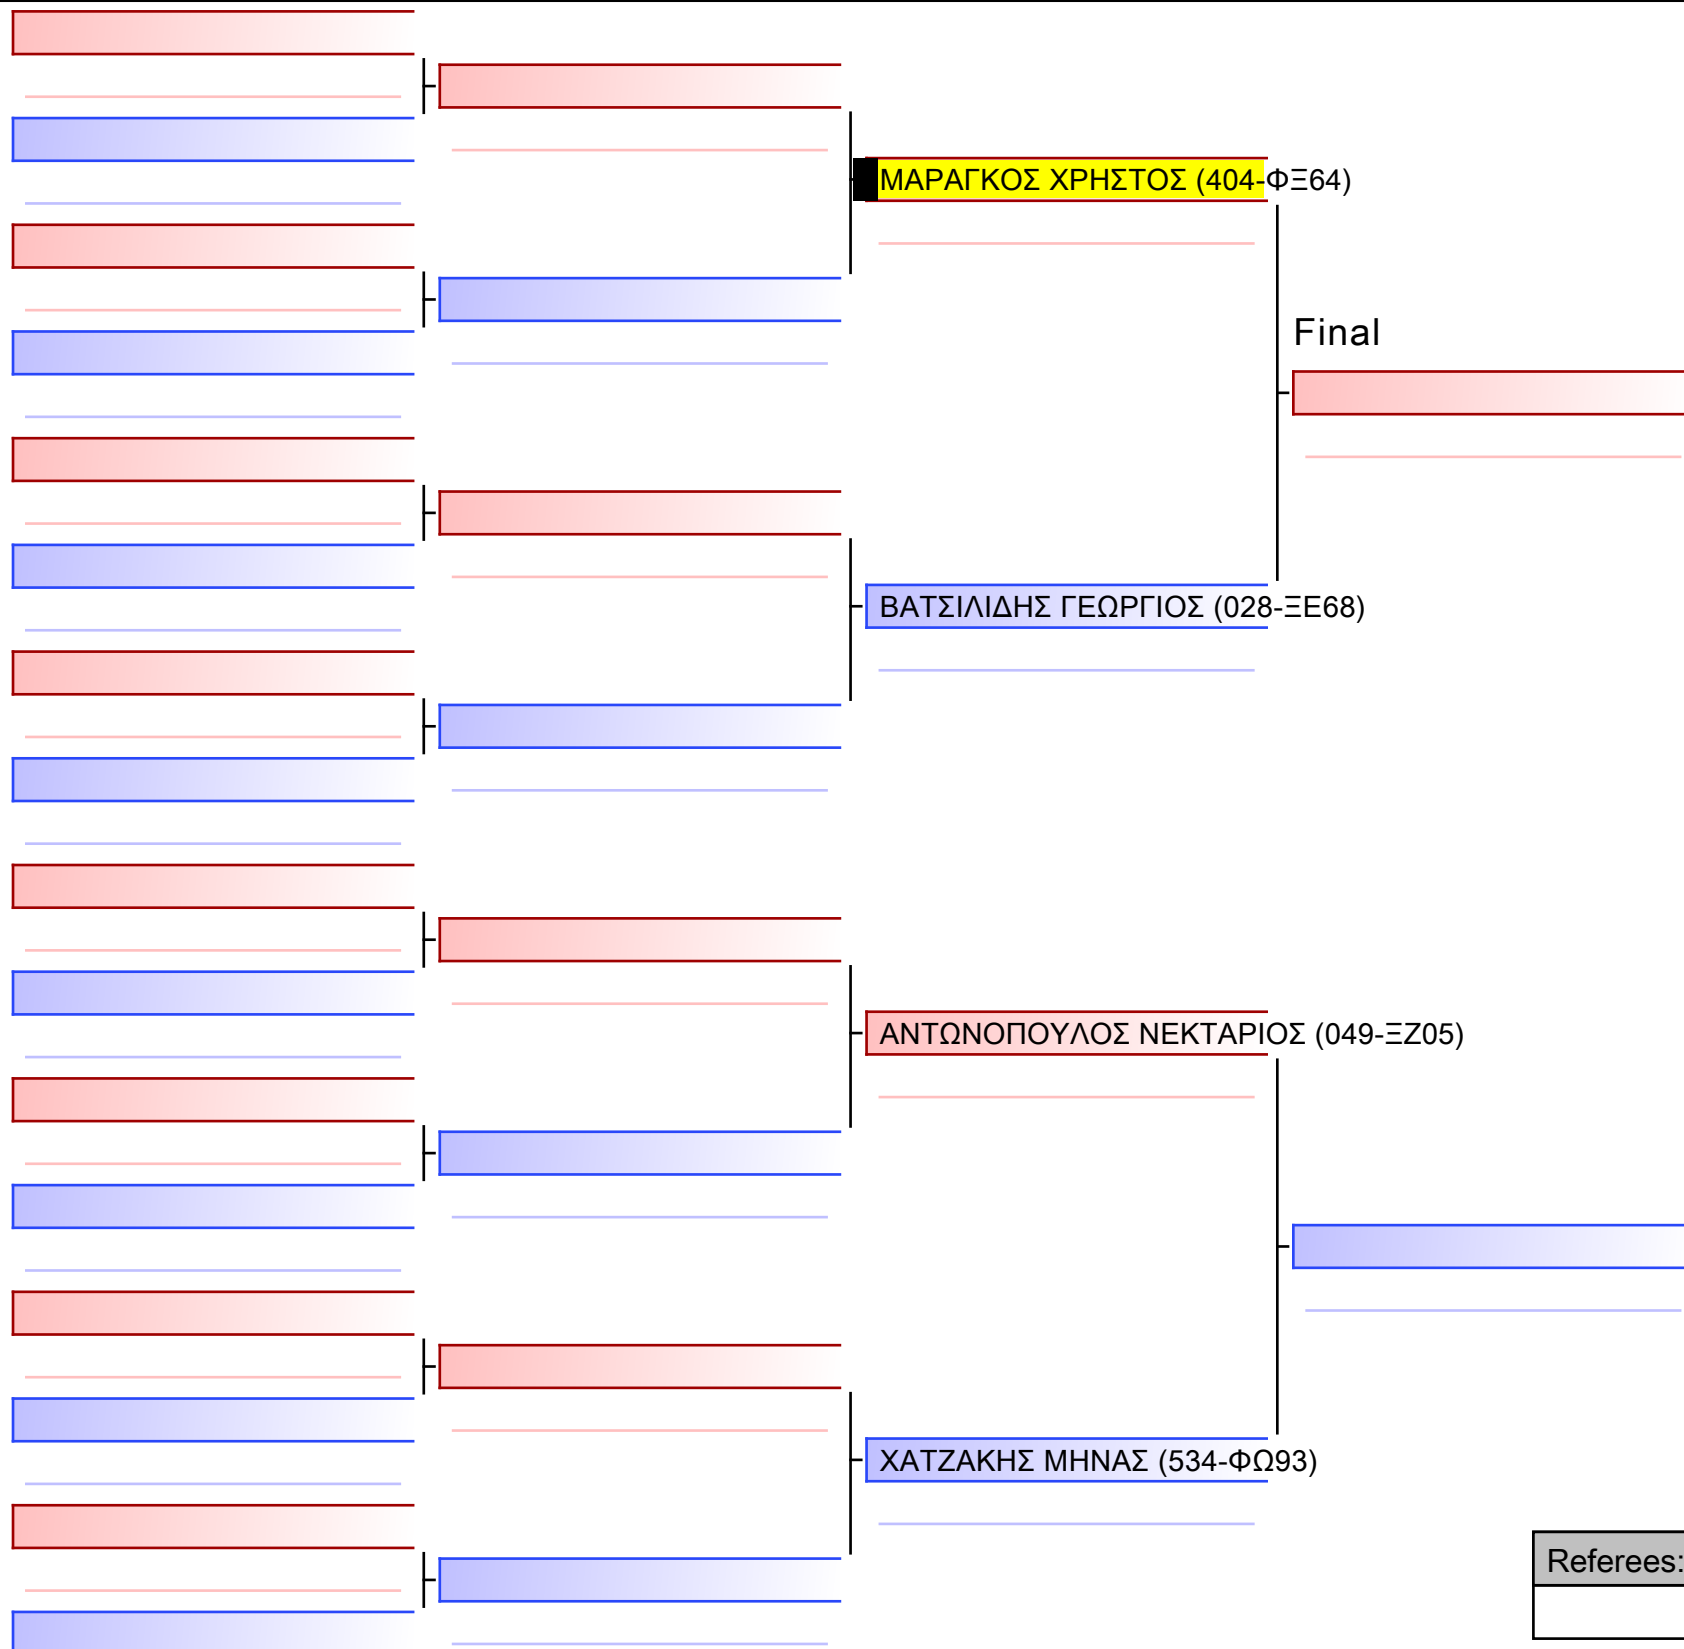 ΜΑΡΑΓΚΟΣ ΧΡΗΣΤΟΣ (404-ΦΞ64)
Final
ΒΑΤΣΙΛΙΔΗΣ ΓΕΩΡΓΙΟΣ (028-ΞΕ68)
ΑΝΤΩΝΟΠΟΥΛΟΣ ΝΕΚΤΑΡΙΟΣ (049-ΞΖ05)
ΧΑΤΖΑΚΗΣ ΜΗΝΑΣ (534-ΦΩ93)
Referees: